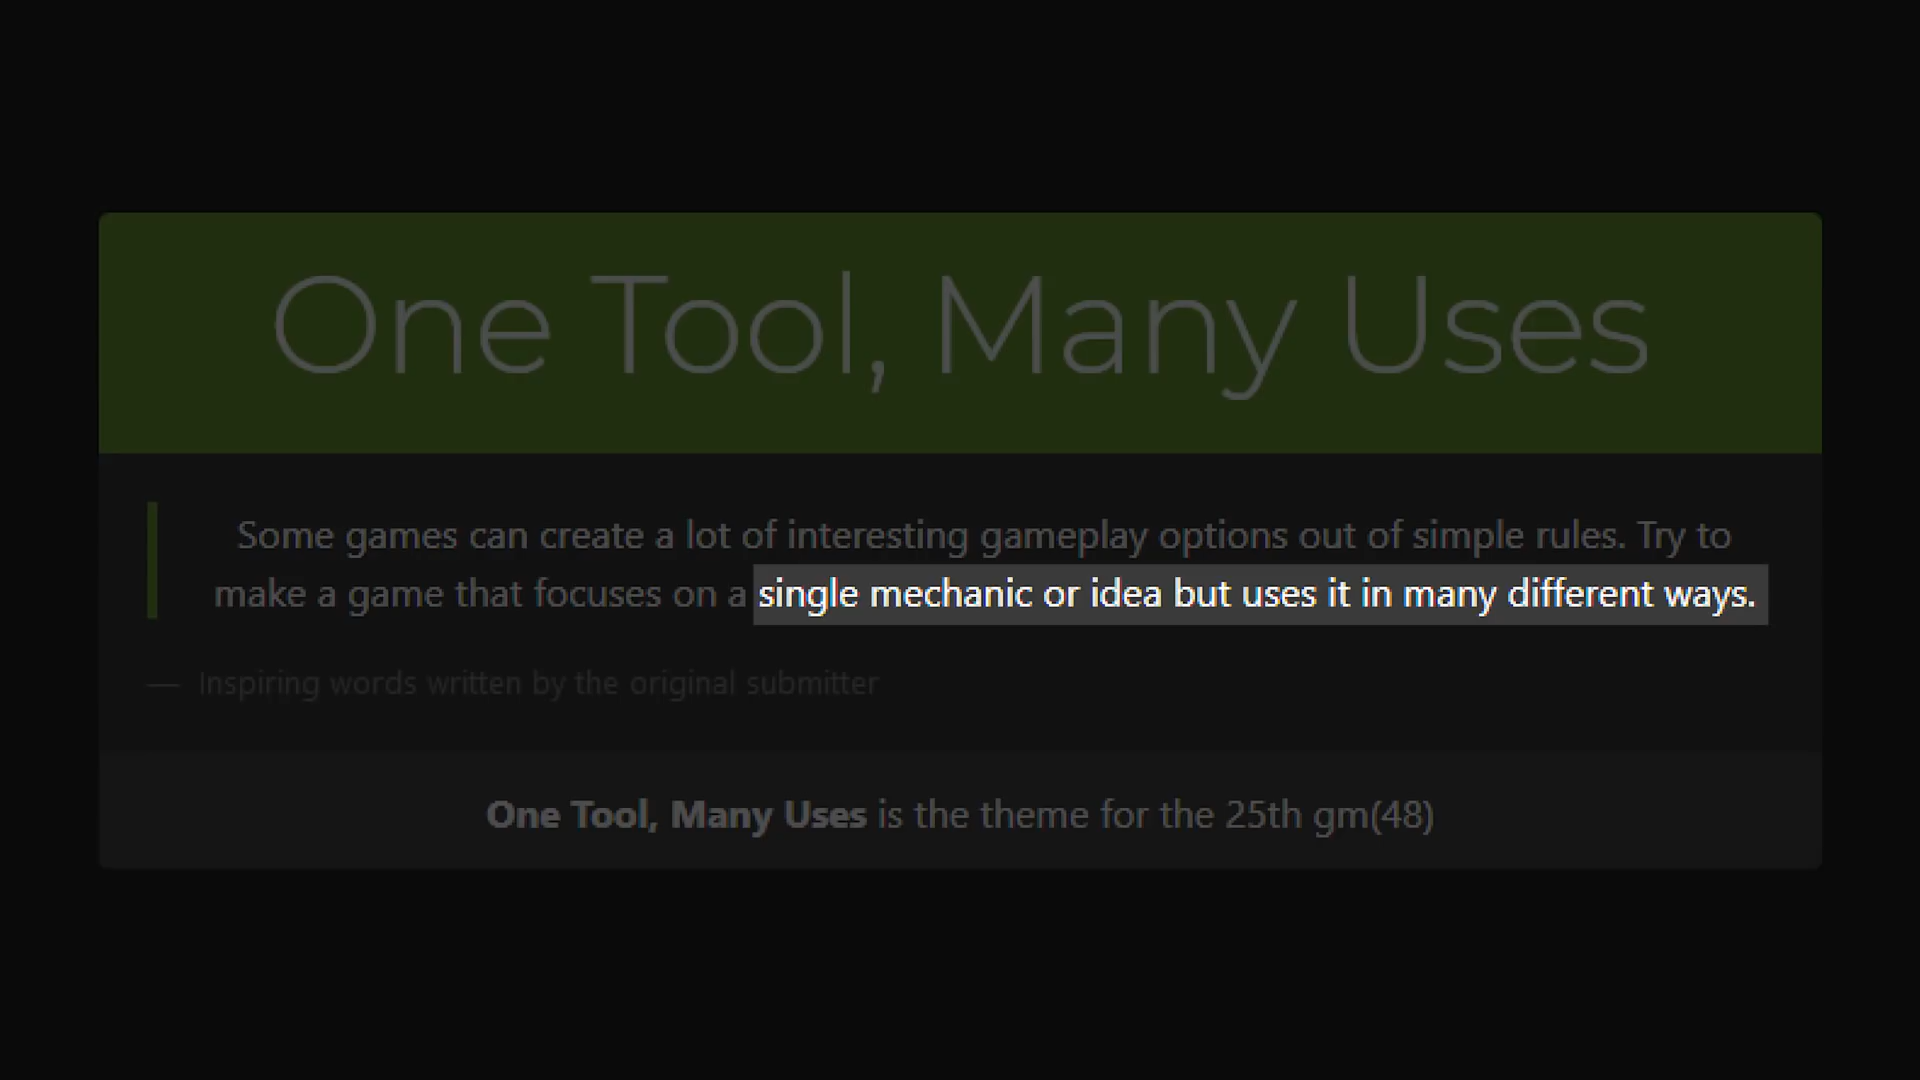 One Tool, Many Uses
Some games can create a lot of interesting gameplay options out of simple rules. Try to
make a game that focuses on a single mechanic or idea but uses it in many different ways.
— Inspiring words written by the original submitter
One Tool, Many Uses is the theme for the 25th gm(48)